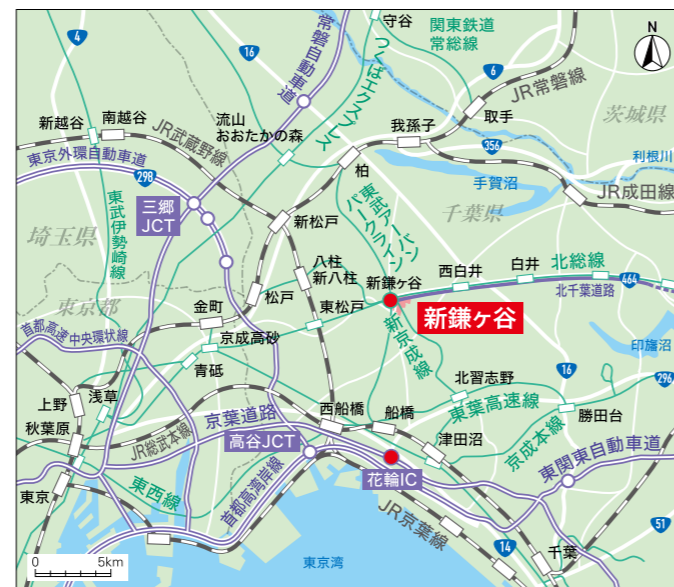 守谷
関東鉄道
常総線
N
4
16
常磐自動車道
つくばエクスプレス
6
JR常磐線
茨城県
新越谷
南越谷
JR武蔵野線
流山
おおたかの森
我孫子
取手
356
利根川
東京外環自動車道
298
柏
手賀沼
JR成田線
三郷
JCT
東武伊勢崎線
東武アーバン
パークライン
千葉県
埼玉県
新松戸
八柱
新八柱
新鎌ヶ谷
西白井
白井
北総線
464
北千葉道路
東京都
松戸
東松戸
新鎌ヶ谷
金町
首都高速中央環状線
京成高砂
新京成線
印旛沼
青砥
北習志野
16
296
上野
浅草
西船橋
船橋
東葉高速線
勝田台
秋葉原
京葉道路
JR総武本線
高谷JCT
津田沼
京成本線
東京
東西線
首都高湾岸線
花輪IC
東関東自動車道
JR京葉線
51
0
5km
東京湾
14
千葉